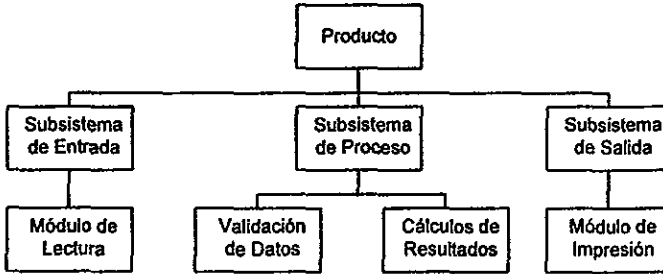 Producto
Subsistema
de Entrada
Subsistema
de Proceso
Subsistema
de Salida
Módulo de
Lectura
Validación
de Datos
Cálculos de
Resultados
Módulo de
Impresión